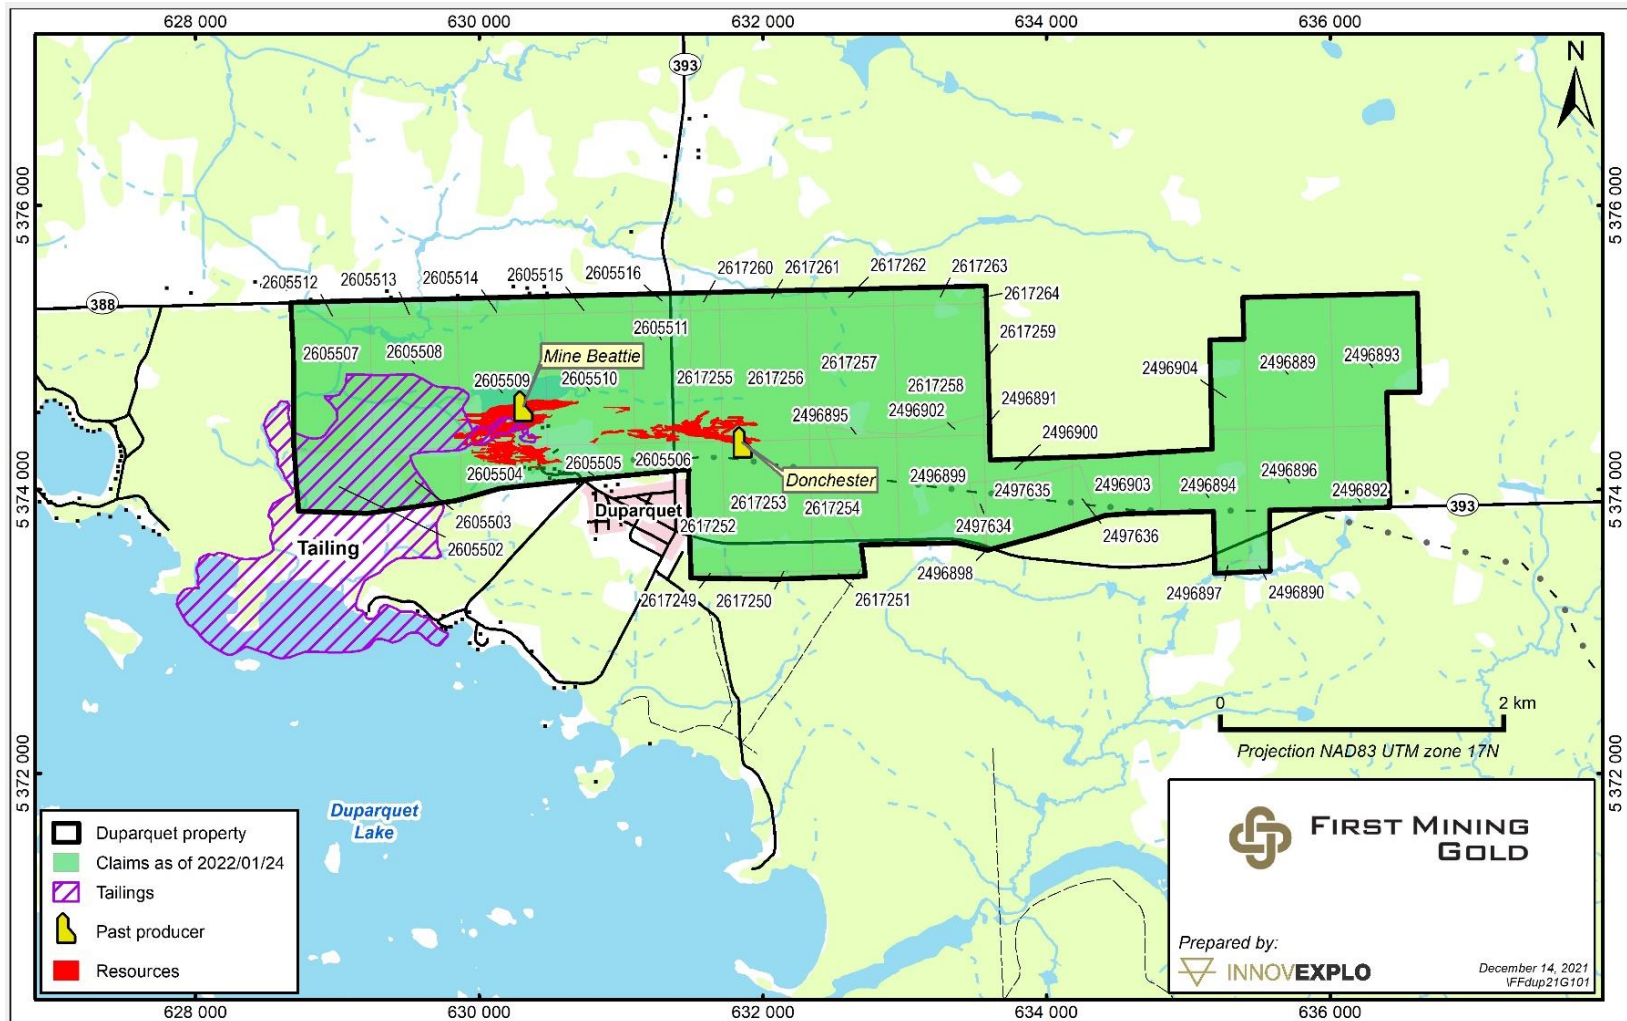 628 000
630 000
632 000
634 000
636 000
393
N
5 376 000
5 376 000
2617260
2617261
2617262
2617263
2605512
2605513
2605514
2605515
2605516
2617264
388
2605511
2617259
2605507
2605508
Mine Beattie
2617257
2496904
2496889
2496893
2605509
2605510
2617255
2617256
2617258
2496891
2496895
2496902
2496900
5 374 000
5 374 000
2605504
2605505
2605506
Donchester
2496899
2497635
2496903
2496894
2496896
2496892
393
Duparquet
2617253
2617254
2605503
2617252
2497634
2497636
Tailing
2605502
2496898
2617249
2617250
2617251
2496897
2496890
0
2 km
Projection NAD83 UTM zone 17N
5 372 000
5 372 000
Duparquet
Lake
Duparquet property
Claims as of 2022/01/24
Tailings
Past producer
Resources
FIRST MINING
GOLD
Prepared by:
INNOVEXPLO
December 14, 2021
\FFdup21G101
628 000
630 000
632 000
634 000
636 000